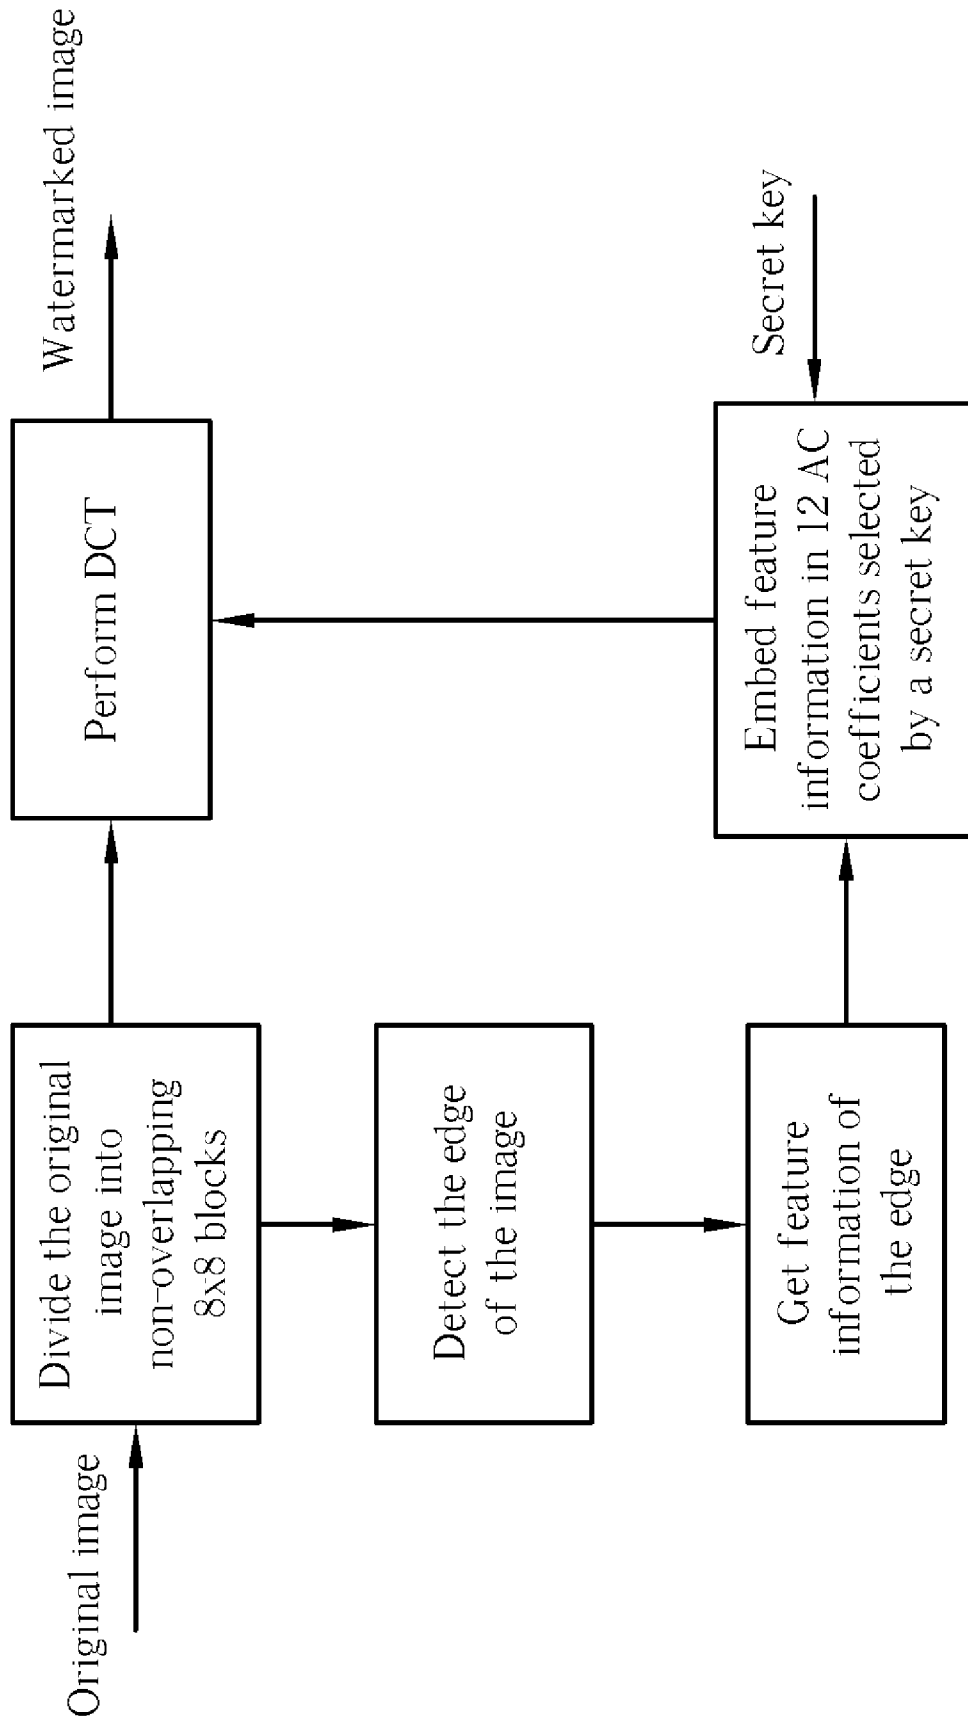 Original image
Divide the original
image into
non-overlapping
8x8 blocks
Perform DCT
Watermarked image
Detect the edge
of the image
Get feature
information of
the edge
Embed feature
information in 12 AC
coefficients selected
by a secret key
Secret key